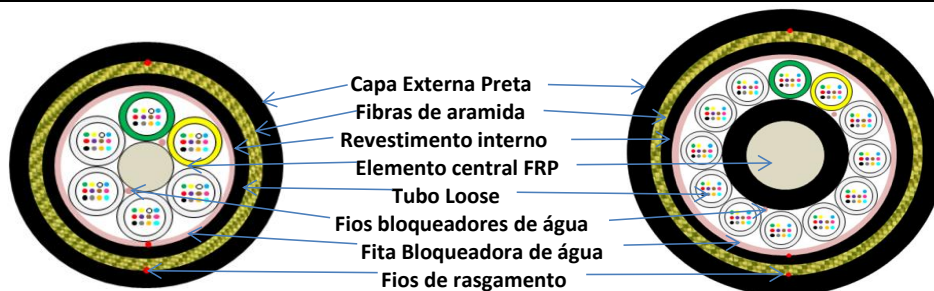 Capa Externa Preta
Fibras de aramida
Revestimento interno
Elemento central FRP
Tubo Loose
Fios bloqueadores de água
Fita Bloqueadora de água
Fios de rasgamento